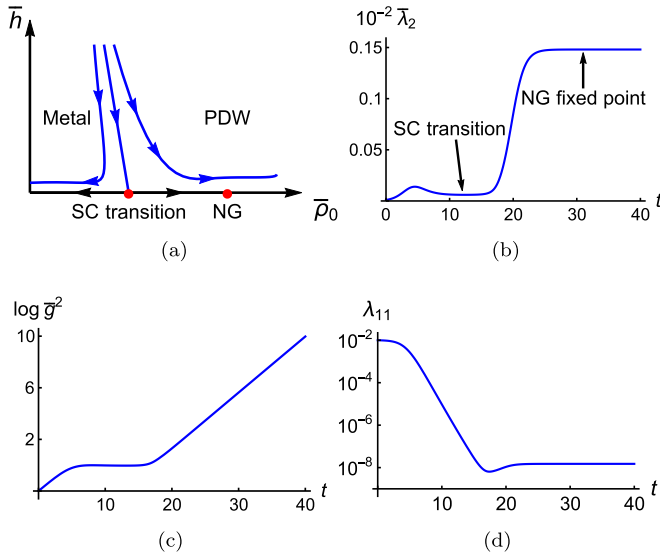 h̅
Metal
PDW
SC transition
NG
ρ̅₀
(a)
10⁻² λ̅₂
0.15
0.10
0.05
NG fixed point
SC transition
0
10
20
30
40
t
(b)
log g̅²
10
6
2
10
20
30
40
t
(c)
λ₁₁
10⁻²
10⁻⁴
10⁻⁶
10⁻⁸
0
10
20
30
40
t
(d)